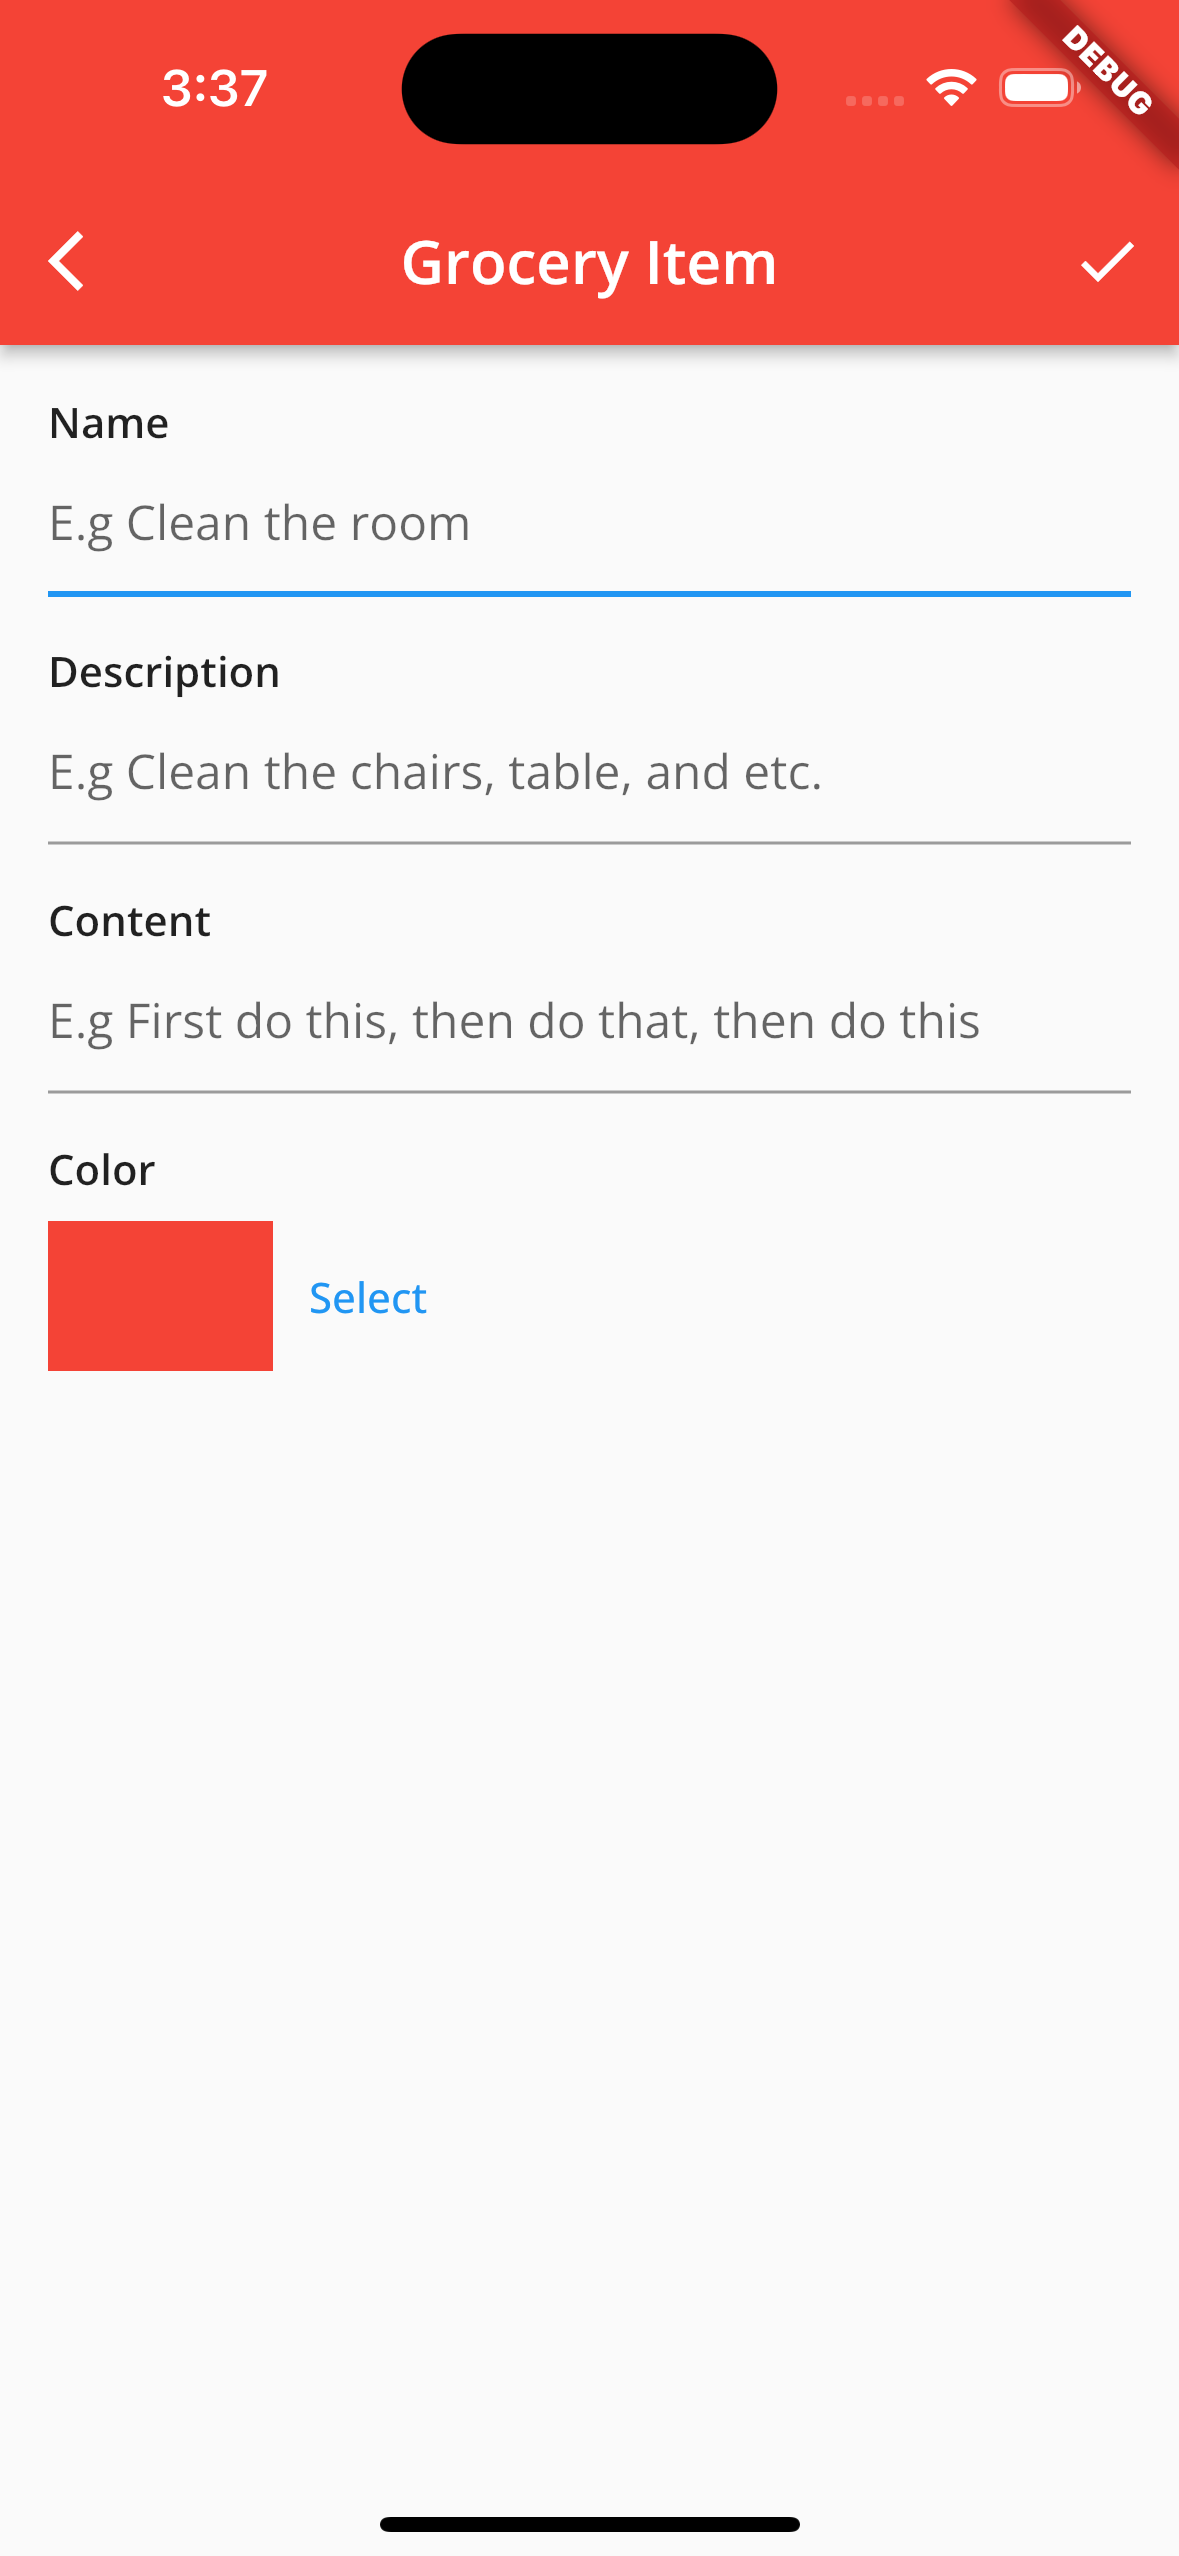 3:37
DEBUG
Grocery Item
Name
E.g Clean the room
Description
E.g Clean the chairs, table, and etc.
Content
E.g First do this, then do that, then do this
Color
Select